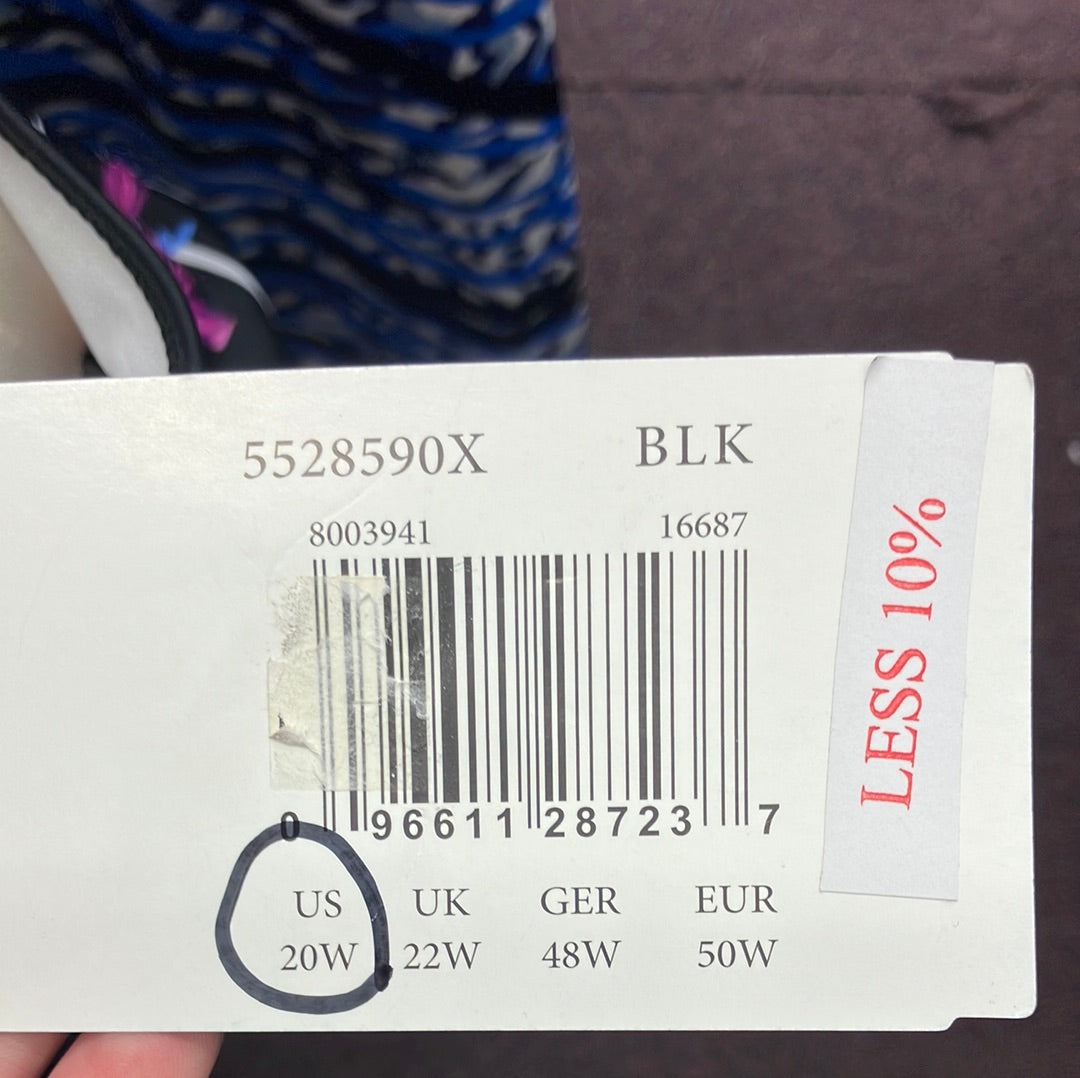 5528590X BLK
8003941 16687
0 96611 28723 7
US UK GER EUR
20W 22W 48W 50W
LESS 10%